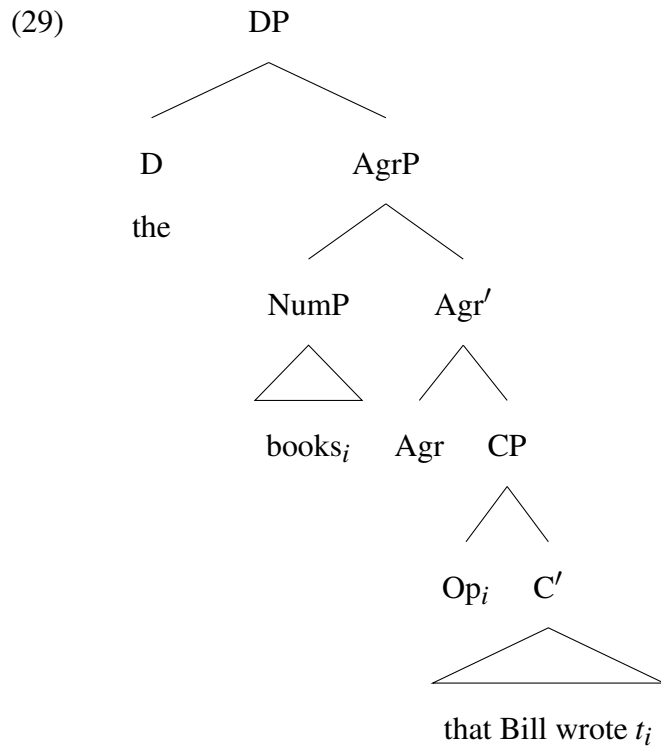 (29) DP
D AgrP
the
NumP Agr′
booksᵢ Agr CP
Opᵢ C′
that Bill wrote tᵢ